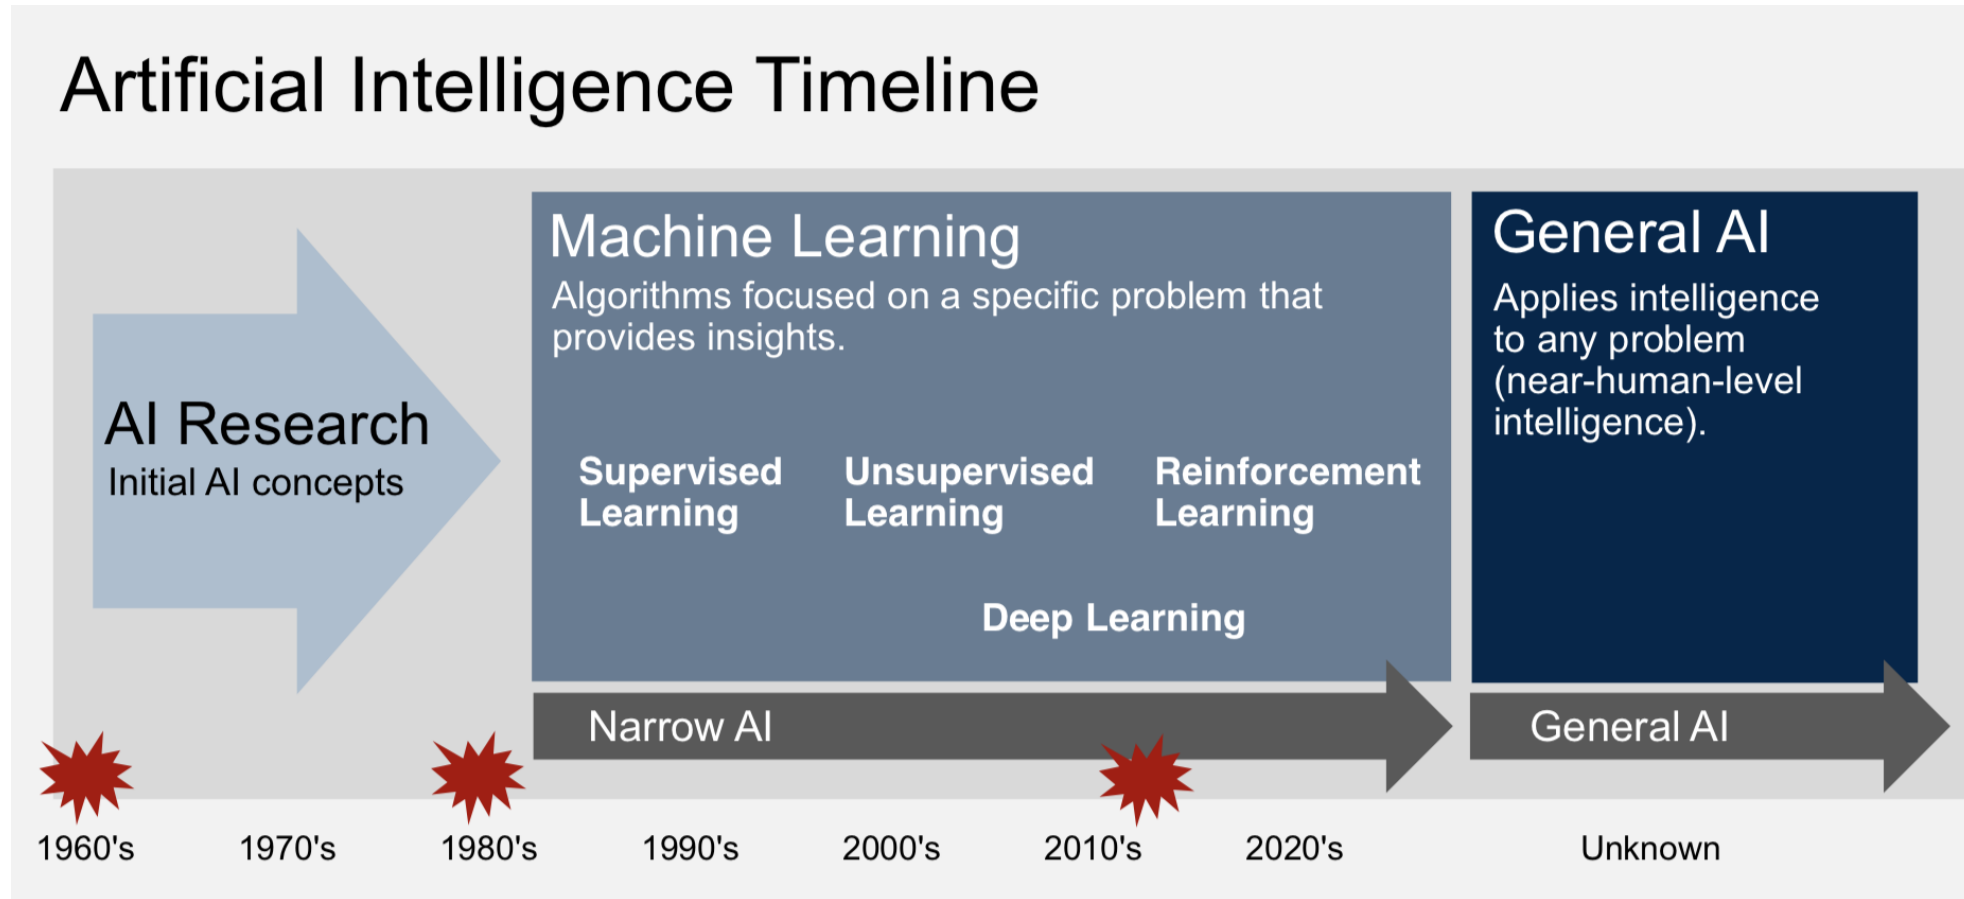 Artificial Intelligence Timeline
AI Research
Initial AI concepts
Machine Learning
Algorithms focused on a specific problem that
provides insights.
Supervised
Learning
Unsupervised
Learning
Reinforcement
Learning
Deep Learning
Narrow AI
General AI
Applies intelligence
to any problem
(near-human-level
intelligence).
General AI
1960's 1970's 1980's 1990's 2000's 2010's 2020's Unknown